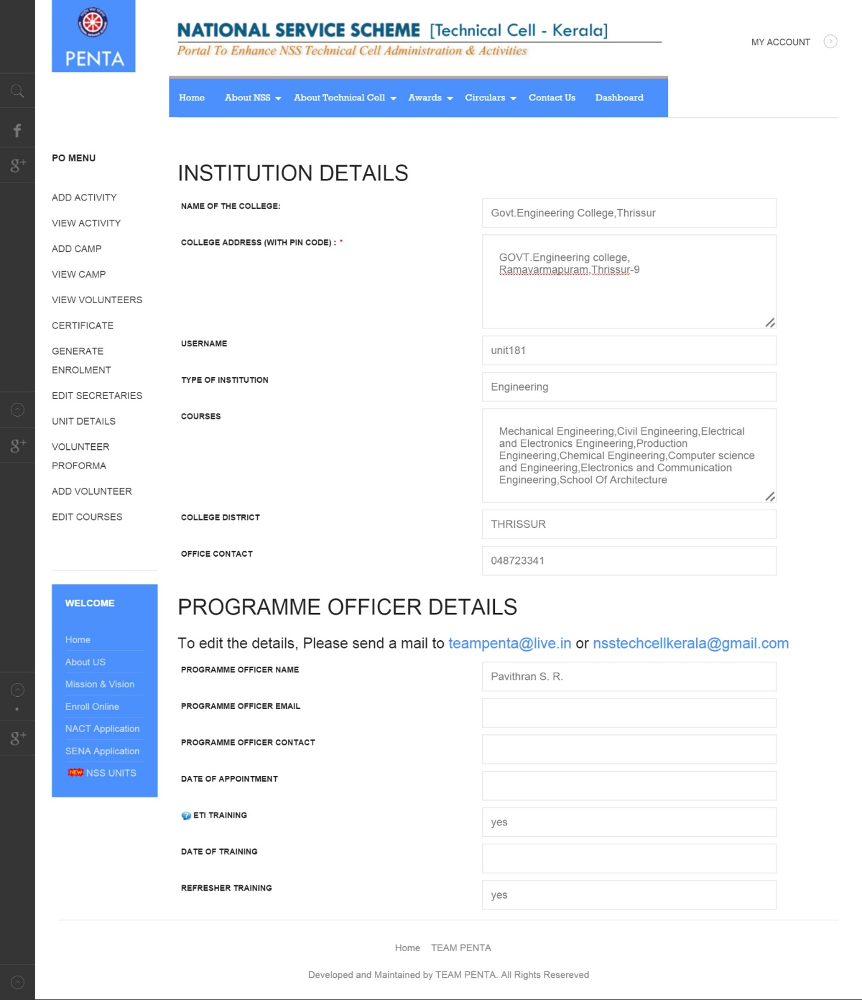 PENTA
NATIONAL SERVICE SCHEME [Technical Cell - Kerala]
Portal To Enhance NSS Technical Cell Administration & Activities
MY ACCOUNT
Home About NSS About Technical Cell Awards Circulars Contact Us Dashboard
f
g+
g+
g+
PO MENU
ADD ACTIVITY
VIEW ACTIVITY
ADD CAMP
VIEW CAMP
VIEW VOLUNTEERS
CERTIFICATE
GENERATE
ENROLMENT
EDIT SECRETARIES
UNIT DETAILS
VOLUNTEER
PROFORMA
ADD VOLUNTEER
EDIT COURSES
WELCOME
Home
About US
Mission & Vision
Enroll Online
NACT Application
SENA Application
NEW NSS UNITS
INSTITUTION DETAILS
NAME OF THE COLLEGE:
Govt.Engineering College,Thrissur
COLLEGE ADDRESS (WITH PIN CODE) : *
GOVT.Engineering college,
Ramavarmapuram,Thrissur-9
USERNAME
unit181
TYPE OF INSTITUTION
Engineering
COURSES
Mechanical Engineering,Civil Engineering,Electrical
and Electronics Engineering,Production
Engineering,Chemical Engineering,Computer science
and Engineering,Electronics and Communication
Engineering,School Of Architecture
COLLEGE DISTRICT
THRISSUR
OFFICE CONTACT
048723341
PROGRAMME OFFICER DETAILS
To edit the details, Please send a mail to teampenta@live.in or nsstechcellkerala@gmail.com
PROGRAMME OFFICER NAME
Pavithran S. R.
PROGRAMME OFFICER EMAIL
PROGRAMME OFFICER CONTACT
DATE OF APPOINTMENT
ETI TRAINING
yes
DATE OF TRAINING
REFRESHER TRAINING
yes
Home TEAM PENTA
Developed and Maintained by TEAM PENTA. All Rights Resereved